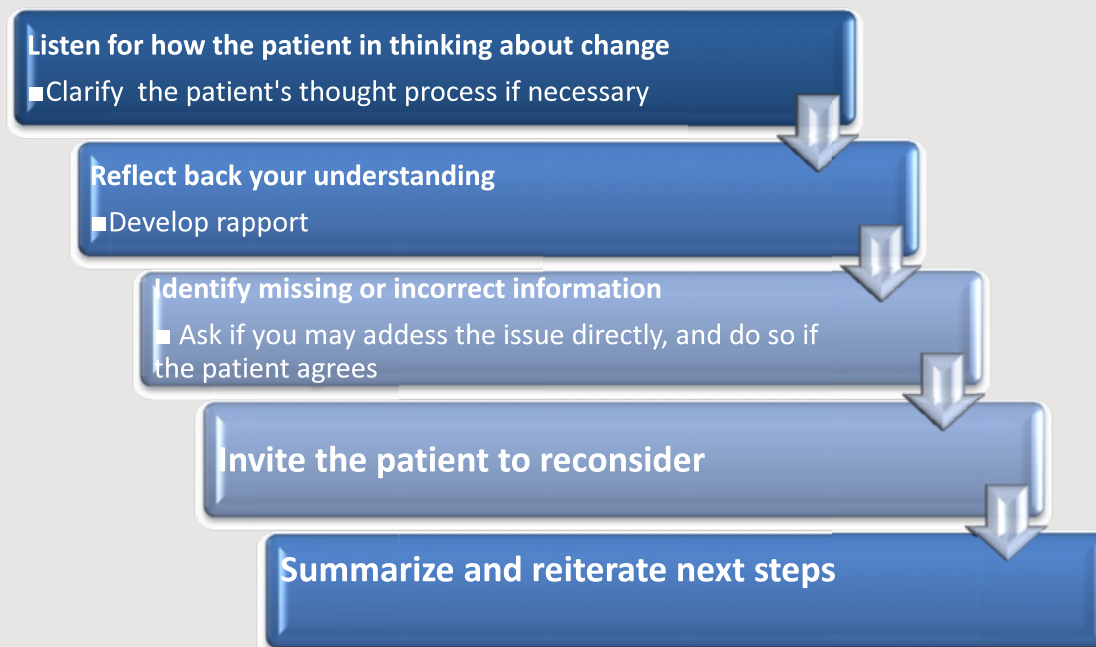 Listen for how the patient in thinking about change
■Clarify  the patient's thought process if necessary
Reflect back your understanding
■Develop rapport
Identify missing or incorrect information
■ Ask if you may address the issue directly, and do so if
the patient agrees
Invite the patient to reconsider
Summarize and reiterate next steps